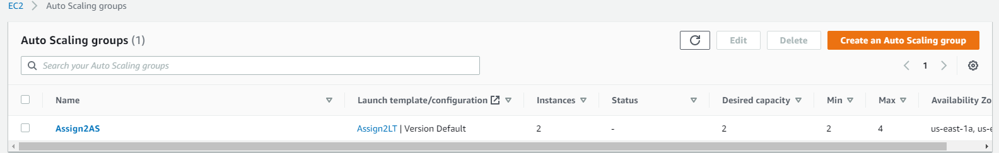 EC2 > Auto Scaling groups
Auto Scaling groups (1)
Edit
Delete
Create an Auto Scaling group
Search your Auto Scaling groups
1
Name Launch template/configuration Instances Status Desired capacity Min Max Availability Zo
Assign2AS Assign2LT | Version Default 2 - 2 2 4 us-east-1a, us-e